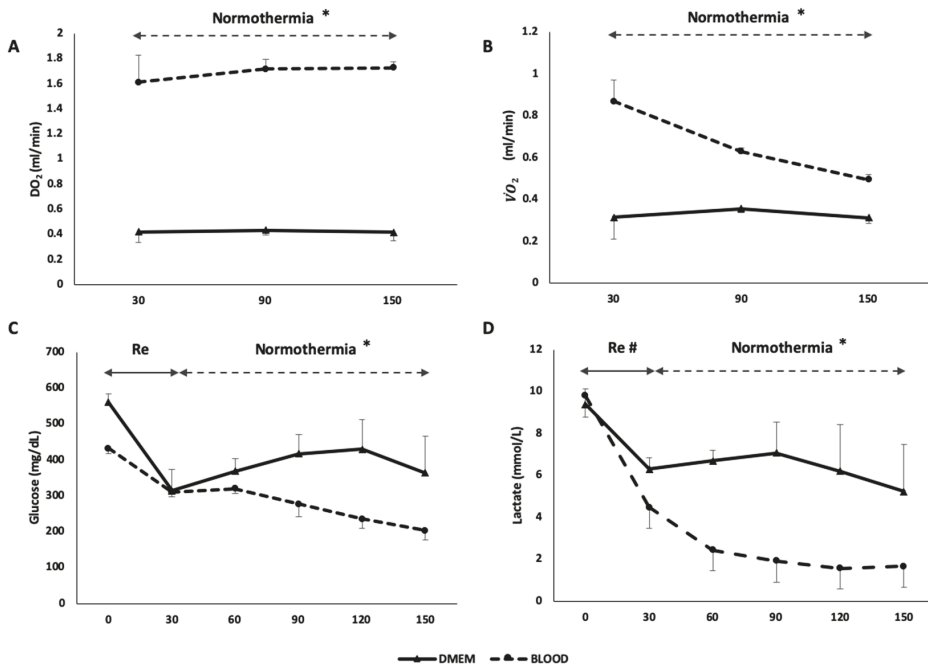 Normothermia *
A
DO2 (ml/min)
2
1.8
1.6
1.4
1.2
1
0.8
0.6
0.4
0.2
0
30 90 150
Normothermia *
B
V̇O2 (ml/min)
1.2
1
0.8
0.6
0.4
0.2
0
30 90 150
C
Re Normothermia *
Glucose (mg/dL)
700
600
500
400
300
200
100
0
0 30 60 90 120 150
D
Re # Normothermia *
Lactate (mmol/L)
12
10
8
6
4
2
0
0 30 60 90 120 150
DMEM BLOOD